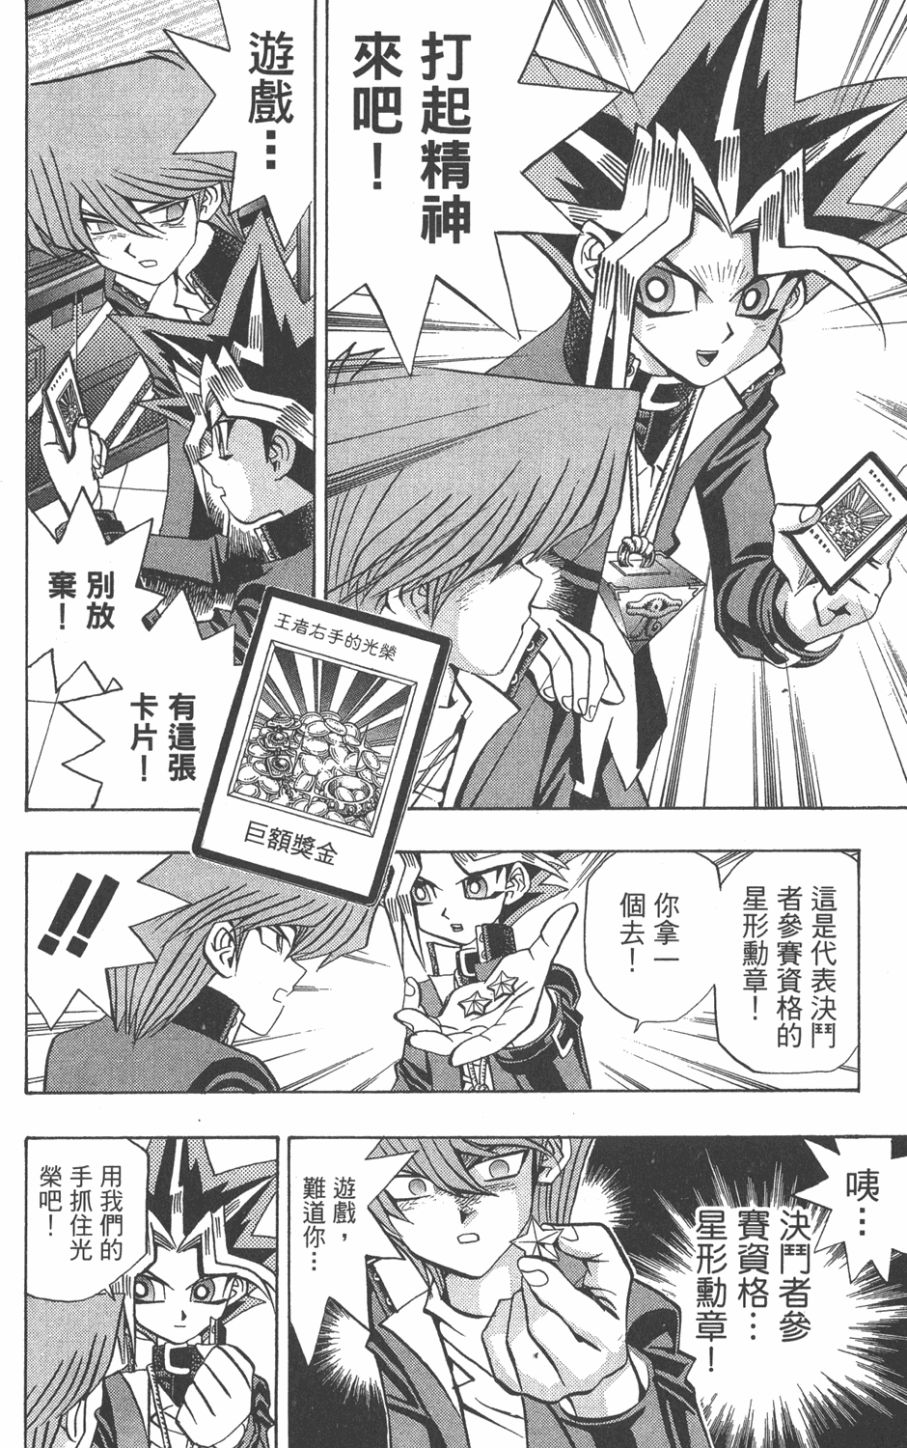 打起精神
來吧！
遊戲…
別放
棄！
有這張
卡片！
王者右手的光榮
巨額獎金
這是代表決鬥
者參賽資格的
星形勳章！
你拿一
個去！
!!
咦…
決鬥者參
賽資格…
星形勳章！
遊戲，
難道你…
用我們的
手抓住光
榮吧！